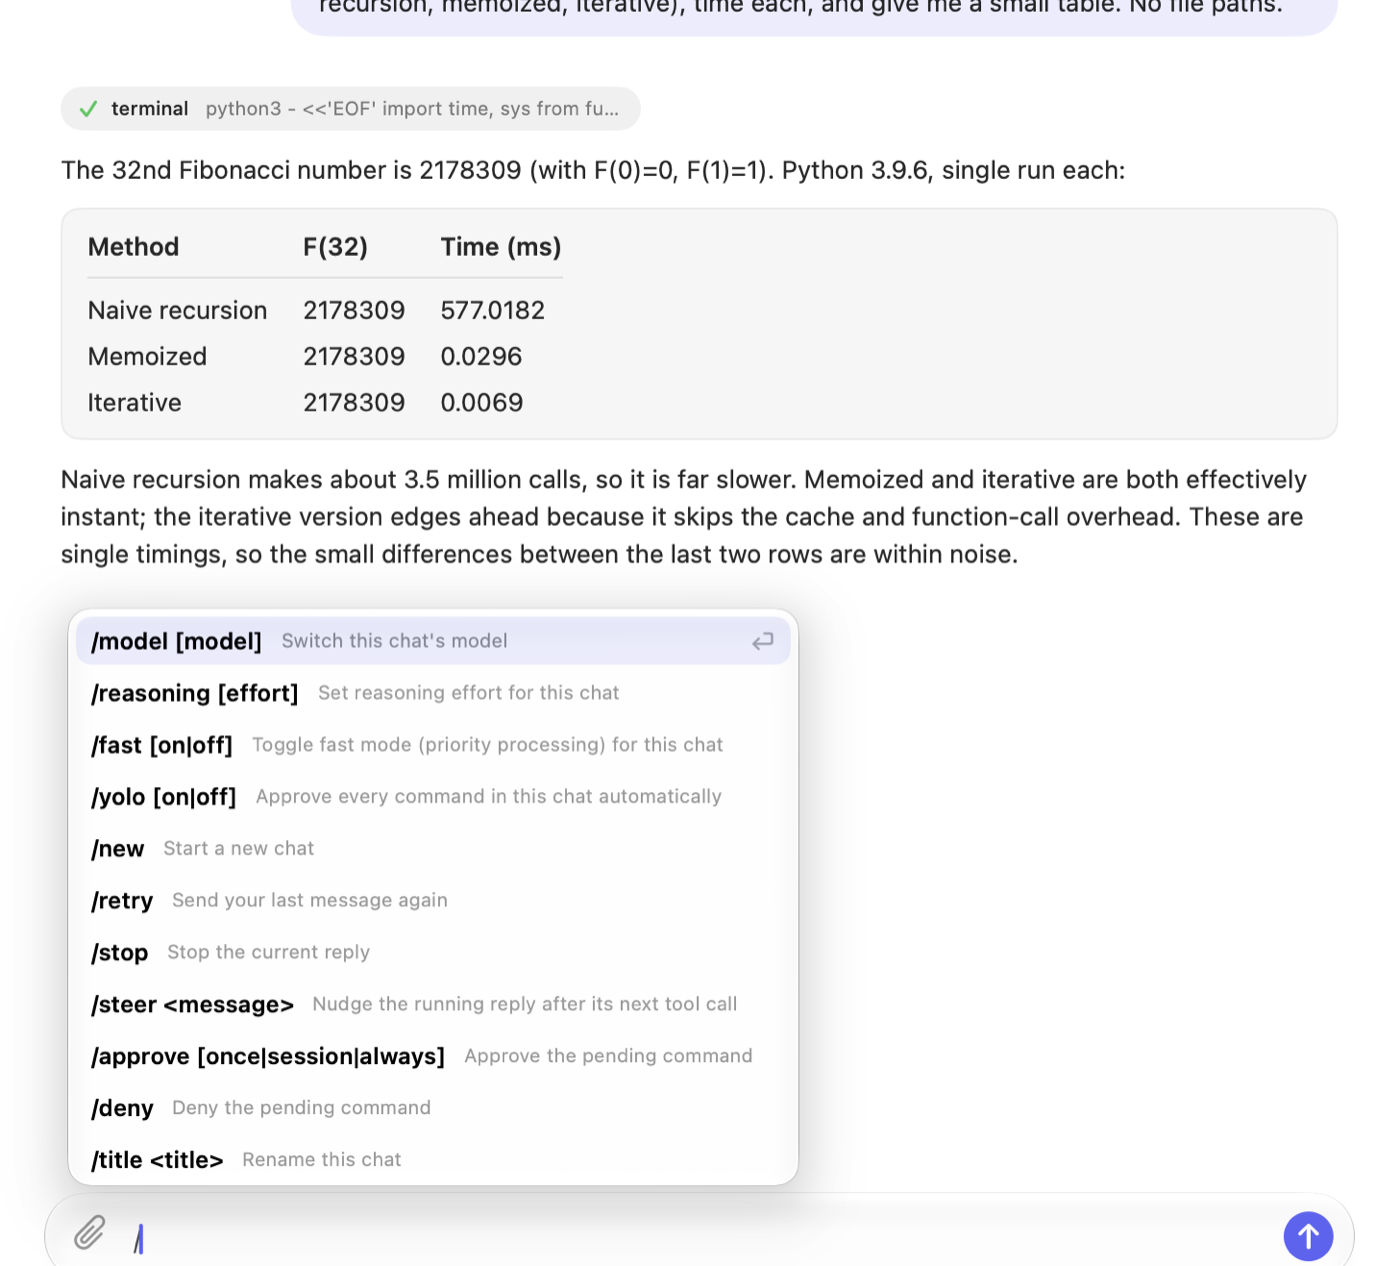 recursion, memoized, iterative), time each, and give me a small table. No file paths.
terminal python3 - <<'EOF' import time, sys from fu...
The 32nd Fibonacci number is 2178309 (with F(0)=0, F(1)=1). Python 3.9.6, single run each:
Method F(32) Time (ms)
Naive recursion 2178309 577.0182
Memoized 2178309 0.0296
Iterative 2178309 0.0069
Naive recursion makes about 3.5 million calls, so it is far slower. Memoized and iterative are both effectively
instant; the iterative version edges ahead because it skips the cache and function-call overhead. These are
single timings, so the small differences between the last two rows are within noise.
/model [model] Switch this chat's model
/reasoning [effort] Set reasoning effort for this chat
/fast [on|off] Toggle fast mode (priority processing) for this chat
/yolo [on|off] Approve every command in this chat automatically
/new Start a new chat
/retry Send your last message again
/stop Stop the current reply
/steer <message> Nudge the running reply after its next tool call
/approve [once|session|always] Approve the pending command
/deny Deny the pending command
/title <title> Rename this chat
/